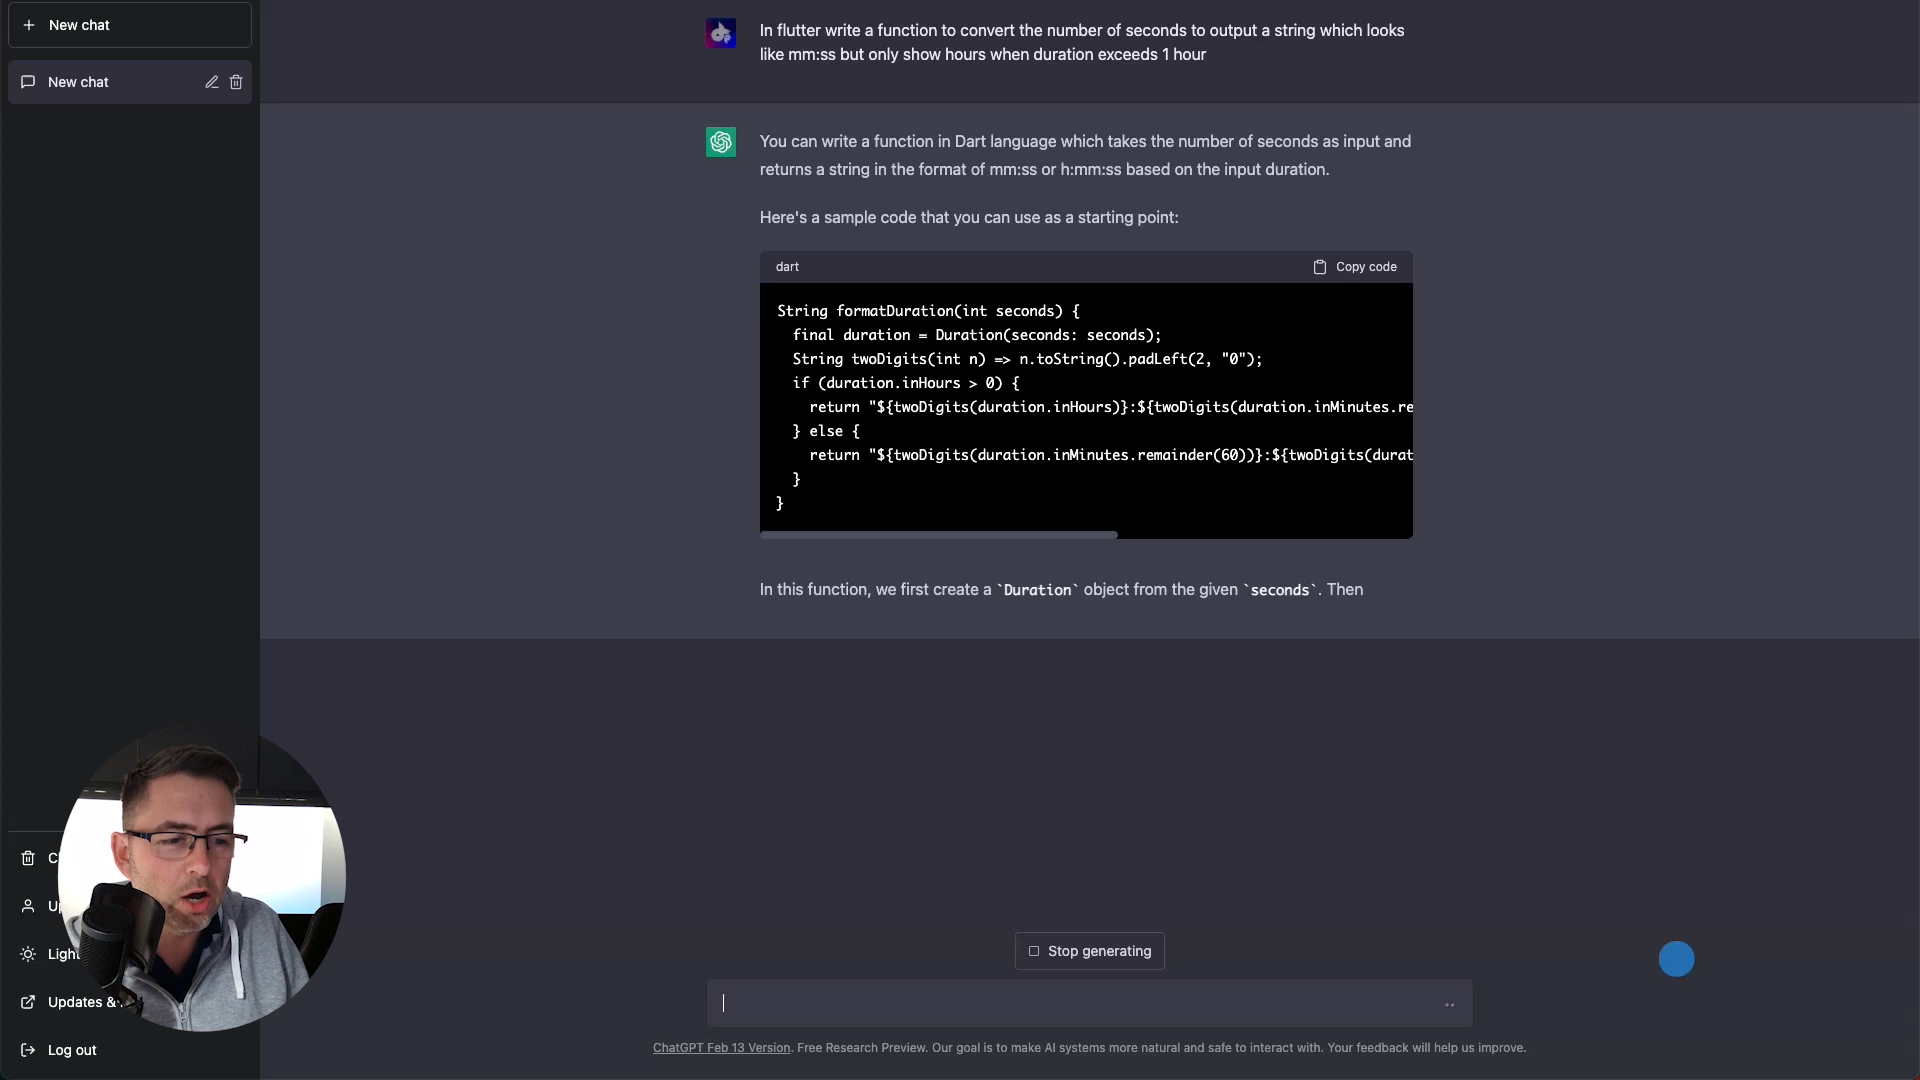 New chat
New chat
In flutter write a function to convert the number of seconds to output a string which looks
like mm:ss but only show hours when duration exceeds 1 hour
You can write a function in Dart language which takes the number of seconds as input and
returns a string in the format of mm:ss or h:mm:ss based on the input duration.
Here's a sample code that you can use as a starting point:
dart
Copy code
String formatDuration(int seconds) {
  final duration = Duration(seconds: seconds);
  String twoDigits(int n) => n.toString().padLeft(2, "0");
  if (duration.inHours > 0) {
    return "${twoDigits(duration.inHours)}:${twoDigits(duration.inMinutes.re
  } else {
    return "${twoDigits(duration.inMinutes.remainder(60))}:${twoDigits(durat
  }
}
In this function, we first create a `Duration` object from the given `seconds`. Then
Light
Updates &
Log out
Stop generating
ChatGPT Feb 13 Version. Free Research Preview. Our goal is to make AI systems more natural and safe to interact with. Your feedback will help us improve.